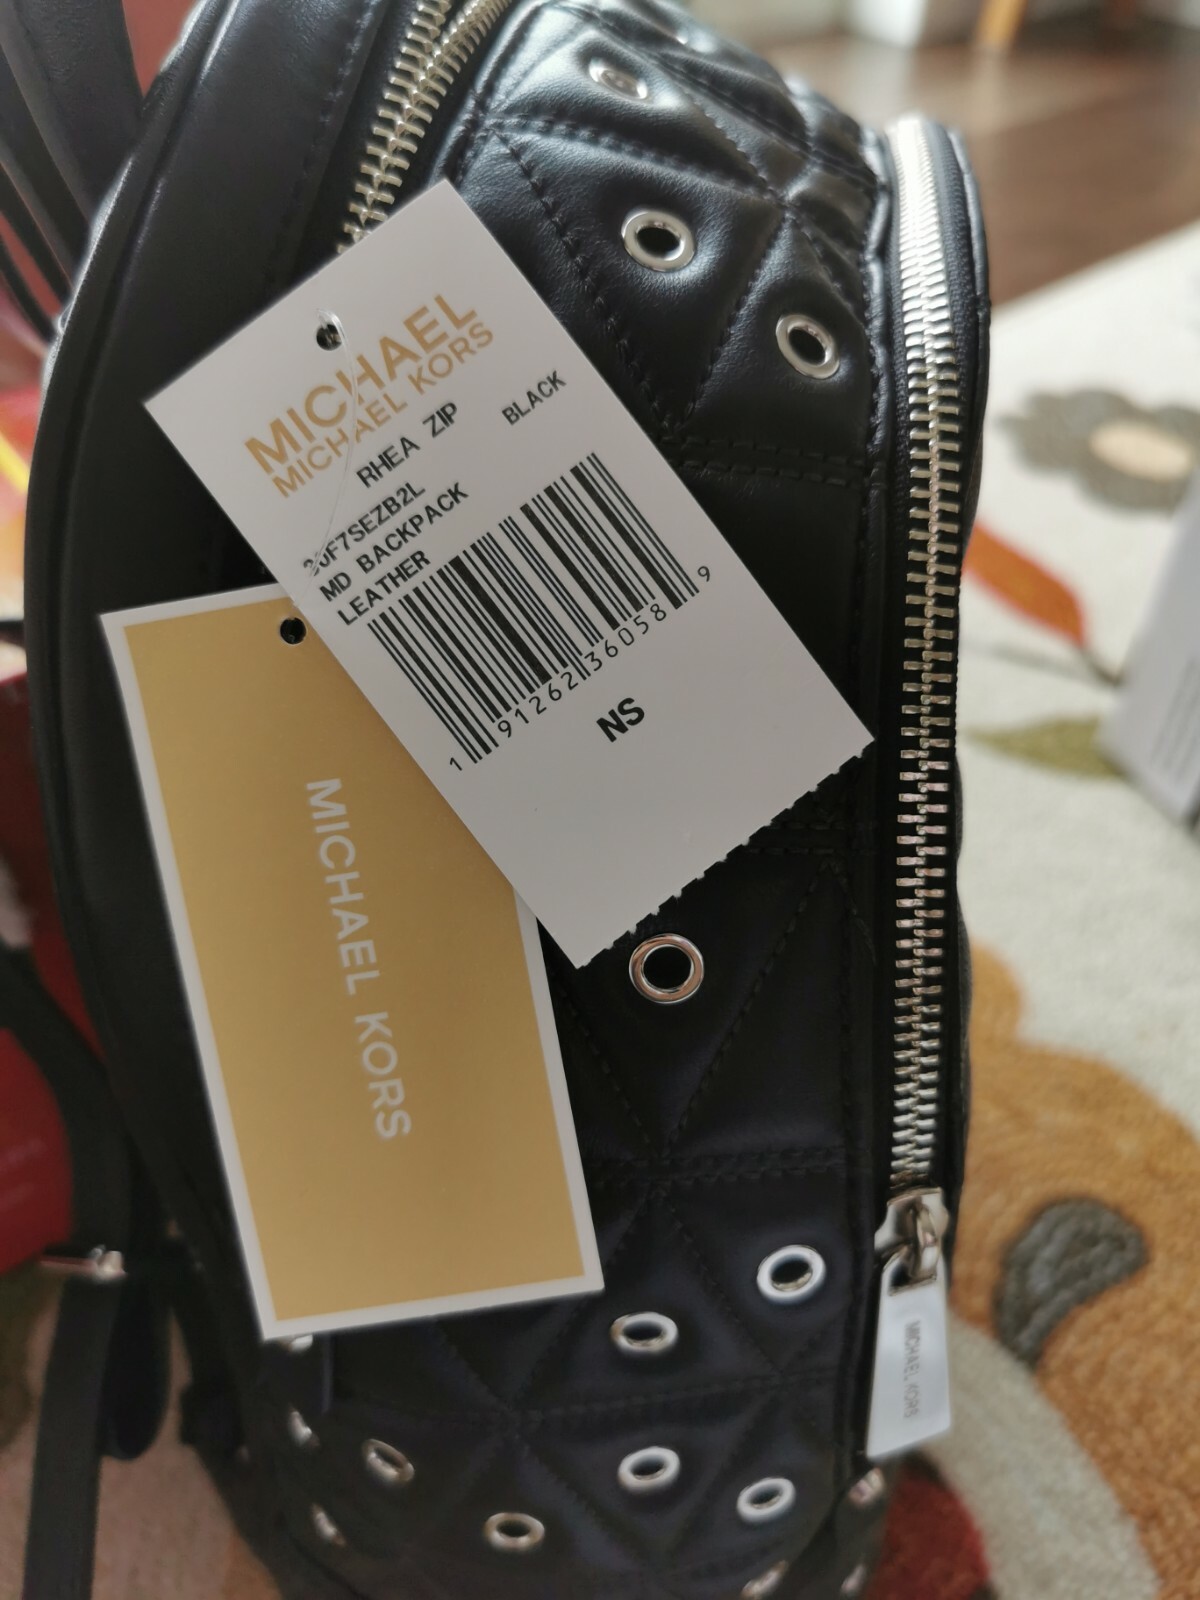 MICHAEL
MICHAEL KORS
RHEA ZIP
BLACK
30F7SEZB2L
MD BACKPACK
LEATHER
1 91262 36058 9
NS
MICHAEL KORS
MICHAEL KORS